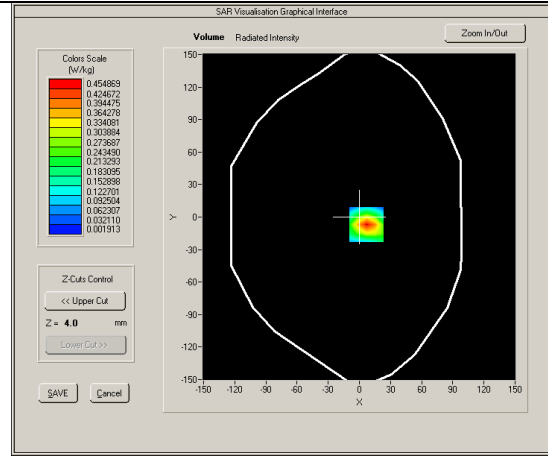 SAR Visualisation Graphical Interface
Volume Radiated Intensity
Zoom In/Out
Colors Scale
(W/kg)
0.454869
0.424672
0.394475
0.364278
0.334081
0.303884
0.273687
0.243490
0.213293
0.183095
0.152898
0.122701
0.092504
0.062307
0.032110
0.001913
Z-Cuts Control
<< Upper Cut
Z = 4.0 mm
Lower Cut >>
SAVE Cancel
150
120
90
60
30
0
-30
-60
-90
-120
-150
Y
-150 -120 -90 -60 -30 0 30 60 90 120 150
X